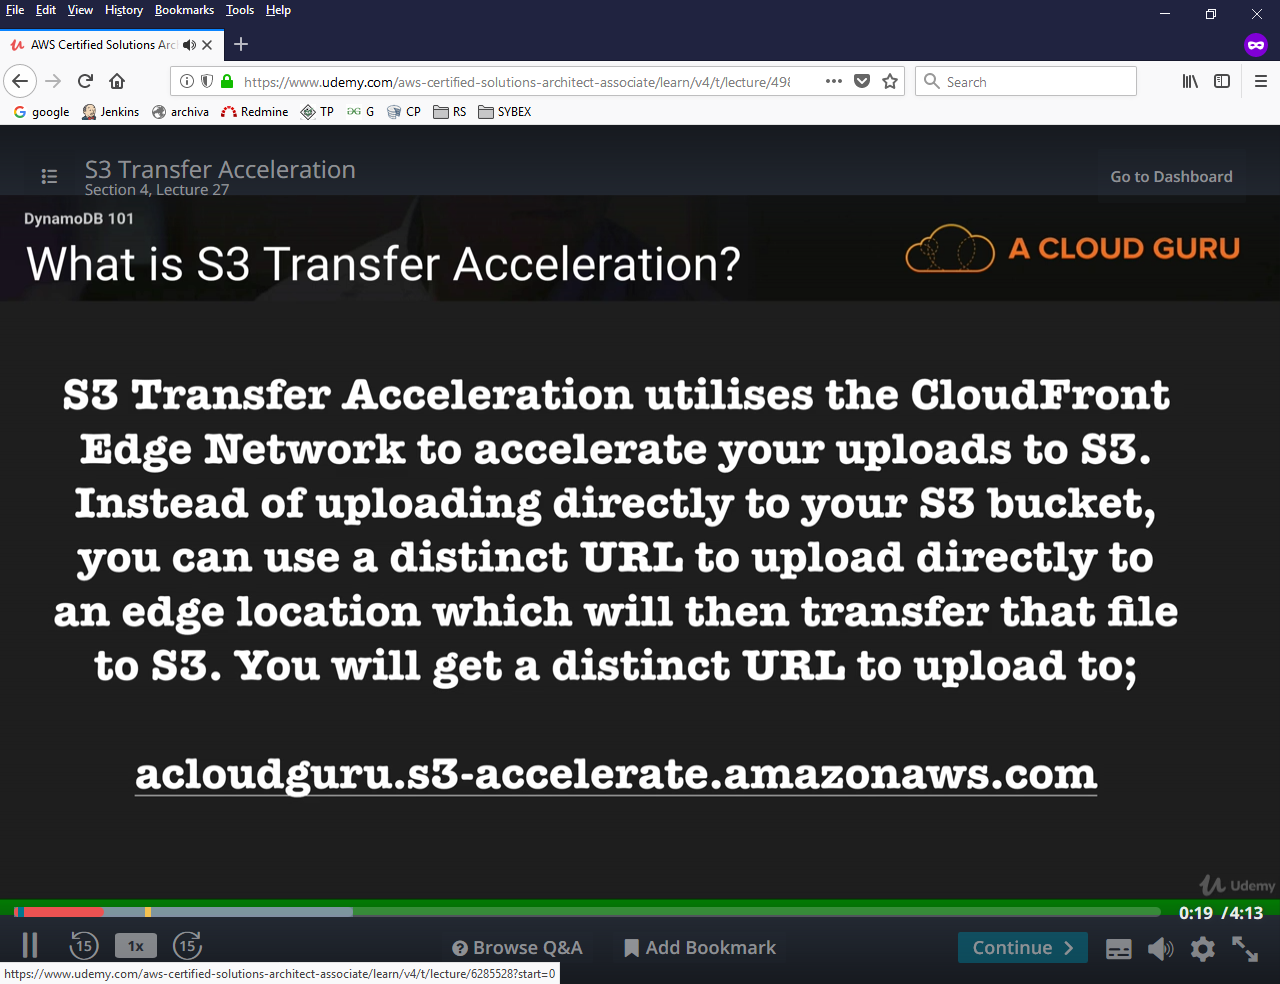 File Edit View History Bookmarks Tools Help
AWS Certified Solutions Arc
https://www.udemy.com/aws-certified-solutions-architect-associate/learn/v4/t/lecture/498
Search
google Jenkins archiva Redmine TP G CP RS SYBEX
S3 Transfer Acceleration
Section 4, Lecture 27
Go to Dashboard
DynamoDB 101
What is S3 Transfer Acceleration?
A CLOUD GURU
S3 Transfer Acceleration utilises the CloudFront
Edge Network to accelerate your uploads to S3.
Instead of uploading directly to your S3 bucket,
you can use a distinct URL to upload directly to
an edge location which will then transfer that file
to S3. You will get a distinct URL to upload to;
acloudguru.s3-accelerate.amazonaws.com
Udemy
0:19 /4:13
15 1x 15 Browse Q&A Add Bookmark Continue
https://www.udemy.com/aws-certified-solutions-architect-associate/learn/v4/t/lecture/6285528?start=0